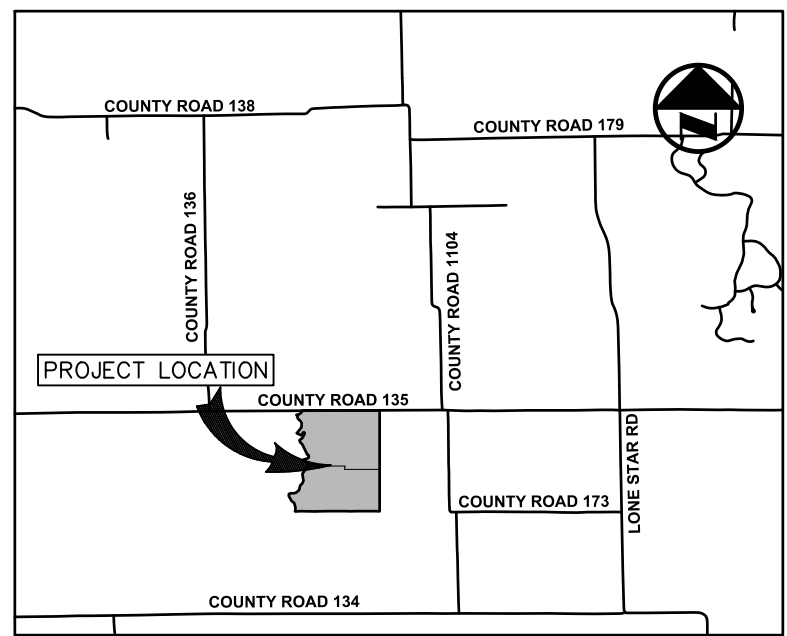 COUNTY ROAD 138
COUNTY ROAD 179
COUNTY ROAD 136
COUNTY ROAD 1104
PROJECT LOCATION
COUNTY ROAD 135
LONE STAR RD
COUNTY ROAD 173
COUNTY ROAD 134